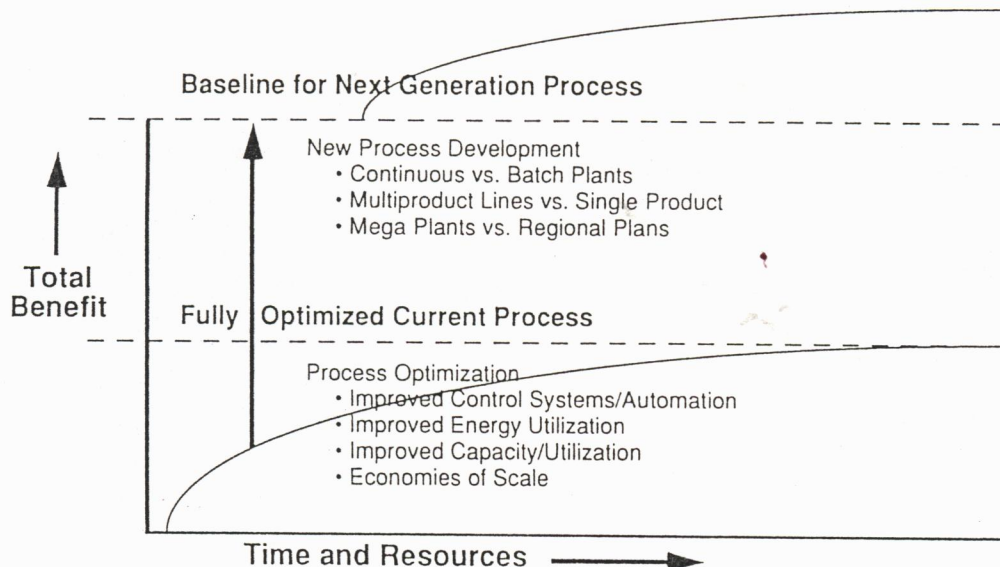 Baseline for Next Generation Process
New Process Development
• Continuous vs. Batch Plants
• Multiproduct Lines vs. Single Product
• Mega Plants vs. Regional Plans
Total
Benefit
Fully Optimized Current Process
Process Optimization
• Improved Control Systems/Automation
• Improved Energy Utilization
• Improved Capacity/Utilization
• Economies of Scale
Time and Resources